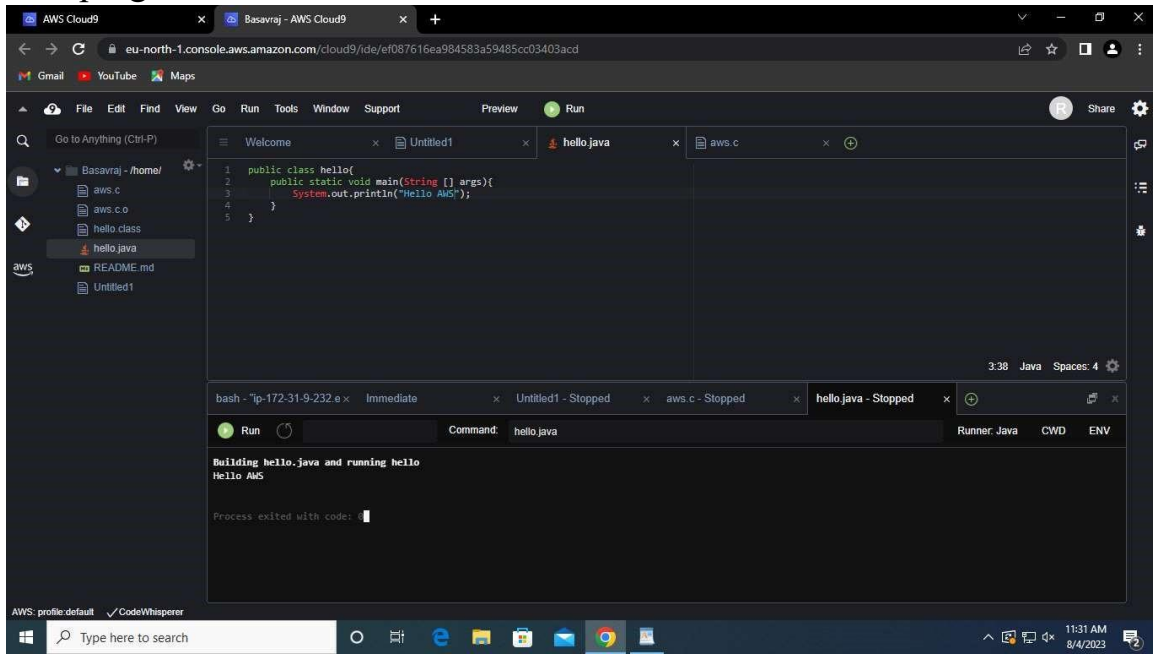 AWS Cloud9
Basavraj - AWS Cloud9
eu-north-1.console.aws.amazon.com/cloud9/ide/ef087616ea984583a59485cc03403acd
Gmail YouTube Maps
File Edit Find View Go Run Tools Window Support Preview Run
R Share
Go to Anything (Ctrl-P)
Welcome Untitled1 hello.java aws.c
Basavraj - /home/
aws.c
aws.c.o
hello.class
hello.java
README.md
Untitled1
aws
1 public class hello{
2 public static void main(String [] args){
3 System.out.println("Hello AWS");
4 }
5 }
3:38 Java Spaces: 4
bash - "ip-172-31-9-232.e Immediate Untitled1 - Stopped aws.c - Stopped hello.java - Stopped
Run Command: hello.java Runner: Java CWD ENV
Building hello.java and running hello
Hello AWS
Process exited with code: 0
AWS: profile:default CodeWhisperer
Type here to search
11:31 AM
8/4/2023
2